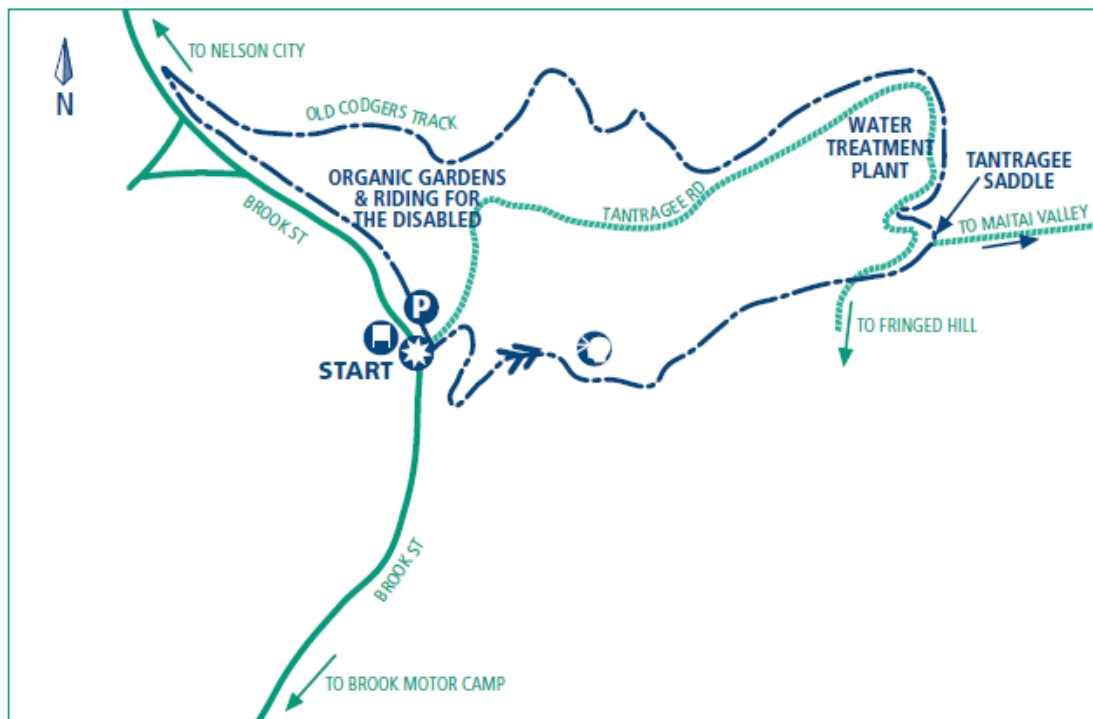 TO NELSON CITY
N
OLD CODGERS TRACK
WATER
TREATMENT
PLANT
TANTRAGEE
SADDLE
ORGANIC GARDENS
& RIDING FOR
THE DISABLED
BROOK ST
TANTRAGEE RD
TO MAITAI VALLEY
P
TO FRINGED HILL
START
BROOK ST
TO BROOK MOTOR CAMP